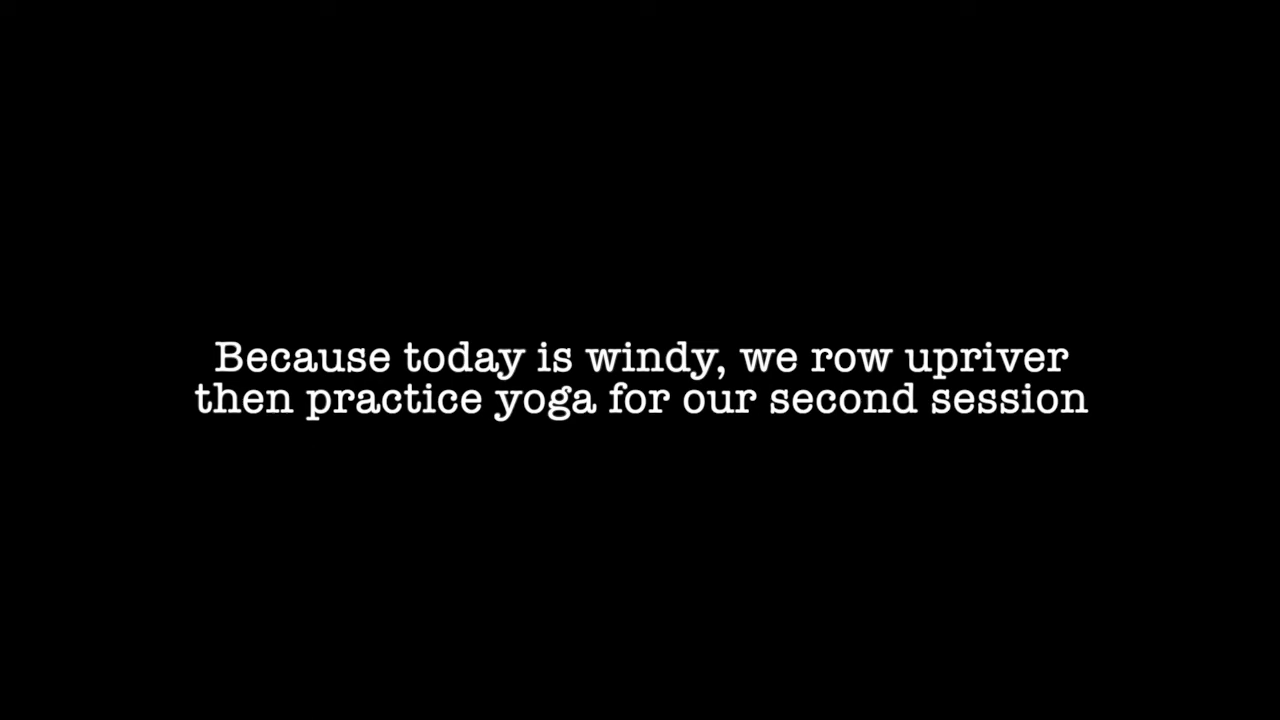 Because today is windy, we row upriver
then practice yoga for our second session